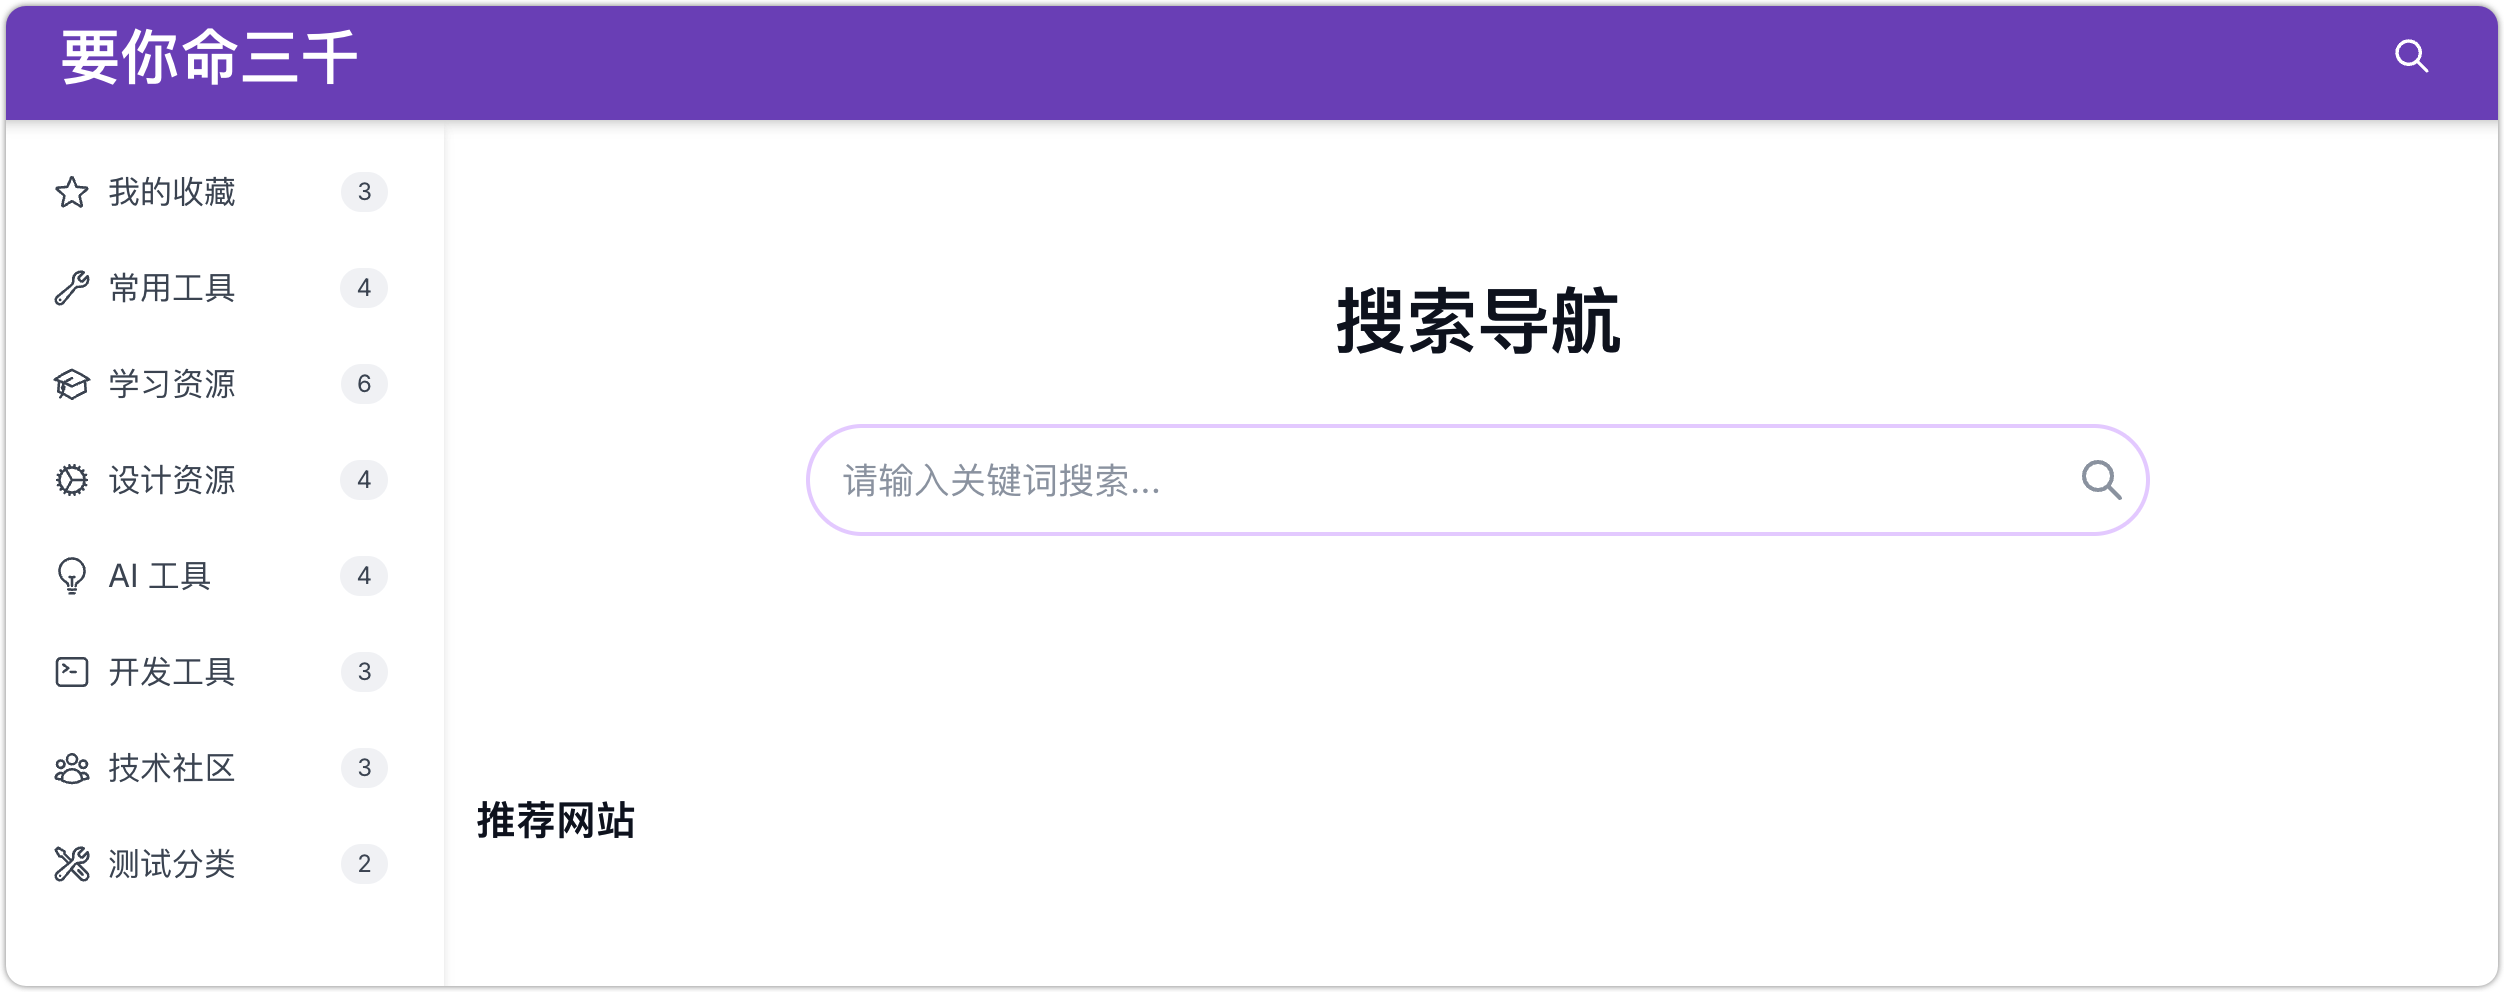 要你命三千
我的收藏 3
常用工具 4
学习资源 6
设计资源 4
AI 工具 4
开发工具 3
技术社区 3
测试分类 2
搜索导航
请输入关键词搜索...
推荐网站